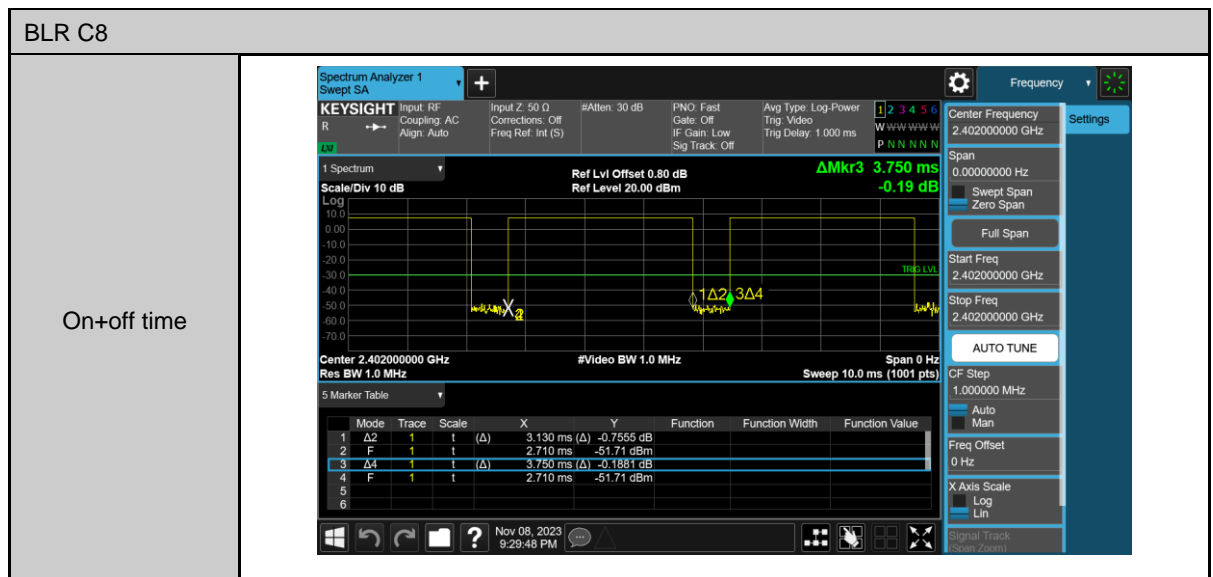 BLR C8
On+off time
Spectrum Analyzer 1
Swept SA
+
Frequency
KEYSIGHT
R
LXI
Input: RF
Coupling: AC
Align: Auto
Input Z: 50 Ω
Corrections: Off
Freq Ref: Int (S)
#Atten: 30 dB
PNO: Fast
Gate: Off
IF Gain: Low
Sig Track: Off
Avg Type: Log-Power
Trig: Video
Trig Delay: 1.000 ms
1 2 3 4 5 6
W W W W W W
P N N N N N
1 Spectrum
Scale/Div 10 dB
Ref Lvl Offset 0.80 dB
Ref Level 20.00 dBm
ΔMkr3 3.750 ms
-0.19 dB
Log
10.0
0.00
-10.0
-20.0
-30.0
-40.0
-50.0
-60.0
-70.0
TRIG LVL
1Δ2 3Δ4
Center 2.402000000 GHz
Res BW 1.0 MHz
#Video BW 1.0 MHz
Span 0 Hz
Sweep 10.0 ms (1001 pts)
5 Marker Table
Mode Trace Scale X Y Function Function Width Function Value
1 Δ2 1 t (Δ) 3.130 ms (Δ) -0.7555 dB
2 F 1 t 2.710 ms -51.71 dBm
3 Δ4 1 t (Δ) 3.750 ms (Δ) -0.1881 dB
4 F 1 t 2.710 ms -51.71 dBm
5
6
?
Nov 08, 2023
9:29:48 PM
Center Frequency
2.402000000 GHz
Span
0.00000000 Hz
Swept Span
Zero Span
Full Span
Start Freq
2.402000000 GHz
Stop Freq
2.402000000 GHz
AUTO TUNE
CF Step
1.000000 MHz
Auto
Man
Freq Offset
0 Hz
X Axis Scale
Log
Lin
Signal Track
(Span Zoom)
Settings